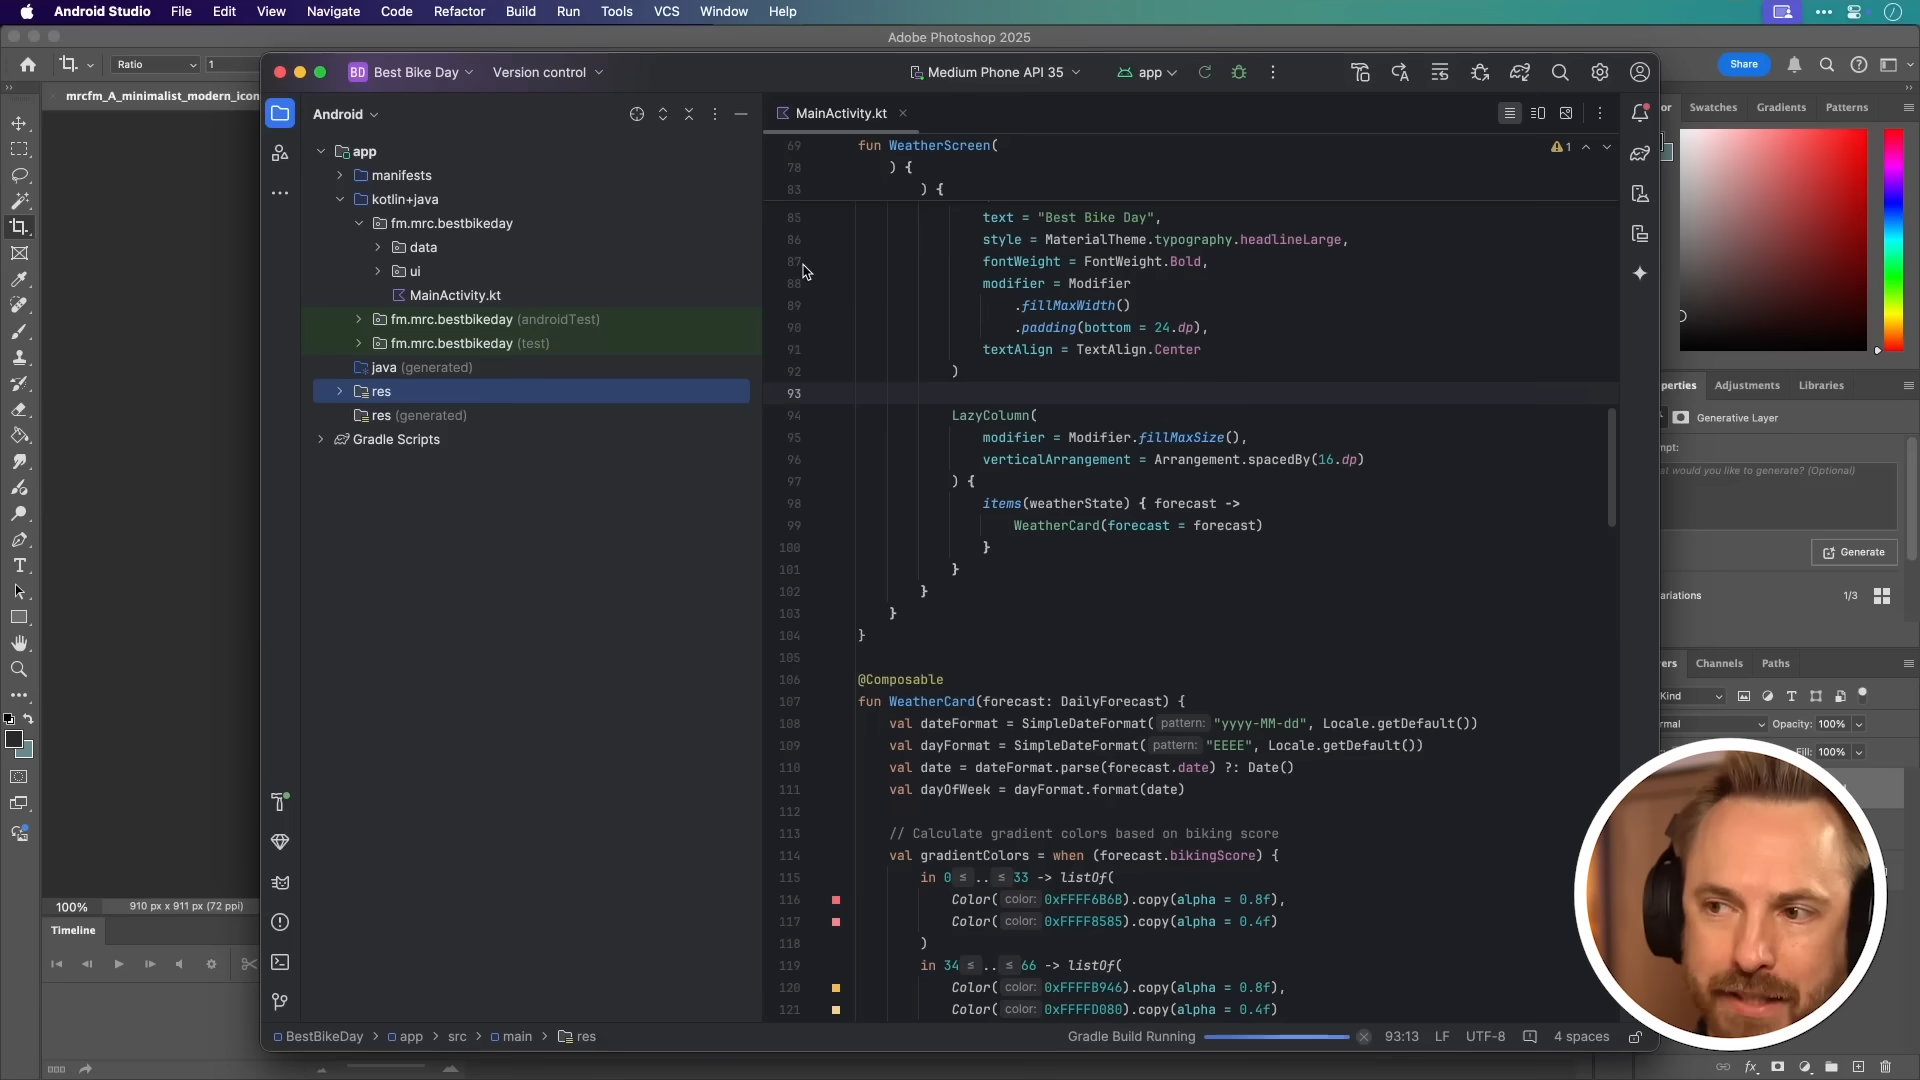 Android Studio File Edit View Navigate Code Refactor Build Run Tools VCS Window Help
Adobe Photoshop 2025
Ratio 1
Share
mrcfm_A_minimalist_modern_icon
BD Best Bike Day Version control Medium Phone API 35 app
Swatches Gradients Patterns
Android
MainActivity.kt
app
manifests
kotlin+java
fm.mrc.bestbikeday
data
ui
MainActivity.kt
fm.mrc.bestbikeday (androidTest)
fm.mrc.bestbikeday (test)
java (generated)
res
res (generated)
Gradle Scripts
69 fun WeatherScreen(
78 ) {
83 ) {
1
85 text = "Best Bike Day",
86 style = MaterialTheme.typography.headlineLarge,
87 fontWeight = FontWeight.Bold,
88 modifier = Modifier
89 .fillMaxWidth()
90 .padding(bottom = 24.dp),
91 textAlign = TextAlign.Center
92 )
93
94 LazyColumn(
95 modifier = Modifier.fillMaxSize(),
96 verticalArrangement = Arrangement.spacedBy(16.dp)
97 ) {
98 items(weatherState) { forecast ->
99 WeatherCard(forecast = forecast)
100 }
101 }
102 }
103 }
104 }
105
106 @Composable
107 fun WeatherCard(forecast: DailyForecast) {
108 val dateFormat = SimpleDateFormat( pattern: "yyyy-MM-dd", Locale.getDefault())
109 val dayFormat = SimpleDateFormat( pattern: "EEEE", Locale.getDefault())
110 val date = dateFormat.parse(forecast.date) ?: Date()
111 val dayOfWeek = dayFormat.format(date)
112
113 // Calculate gradient colors based on biking score
114 val gradientColors = when (forecast.bikingScore) {
115 in 0 ≤ .. ≤ 33 -> listOf(
116 Color( color: 0xFFFF6B6B).copy(alpha = 0.8f),
117 Color( color: 0xFFFF8585).copy(alpha = 0.4f)
118 )
119 in 34 ≤ .. ≤ 66 -> listOf(
120 Color( color: 0xFFFFB946).copy(alpha = 0.8f),
121 Color( color: 0xFFFFD080).copy(alpha = 0.4f)
perties Adjustments Libraries
Generative Layer
mpt:
at would you like to generate? (Optional)
Generate
ariations 1/3
yers Channels Paths
Kind
rmal Opacity: 100%
Fill: 100%
100% 910 px x 911 px (72 ppi)
Timeline
BestBikeDay > app > src > main > res
Gradle Build Running 93:13 LF UTF-8 4 spaces
fx